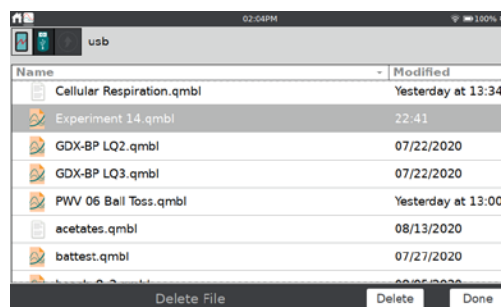 02:04PM 100%
usb
Name Modified
Cellular Respiration.qmbl Yesterday at 13:34
Experiment 14.qmbl 22:41
GDX-BP LQ2.qmbl 07/22/2020
GDX-BP LQ3.qmbl 07/22/2020
PWV 06 Ball Toss.qmbl Yesterday at 13:00
acetates.qmbl 08/13/2020
battest.qmbl 07/27/2020
Delete File Delete Done